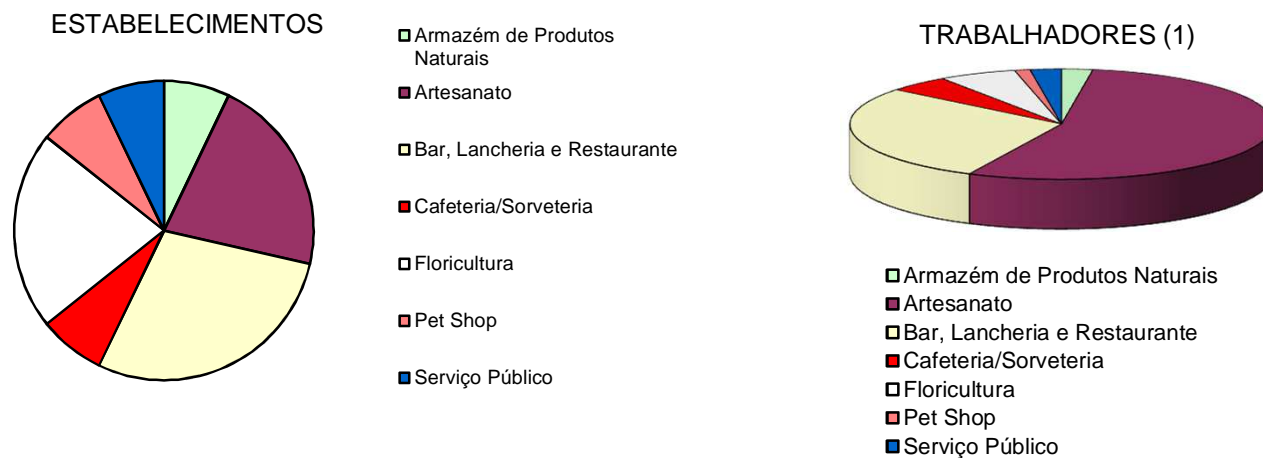 ESTABELECIMENTOS
Armazém de Produtos
Naturais
Artesanato
Bar, Lancheria e Restaurante
Cafeteria/Sorveteria
Floricultura
Pet Shop
Serviço Público
TRABALHADORES (1)
Armazém de Produtos Naturais
Artesanato
Bar, Lancheria e Restaurante
Cafeteria/Sorveteria
Floricultura
Pet Shop
Serviço Público